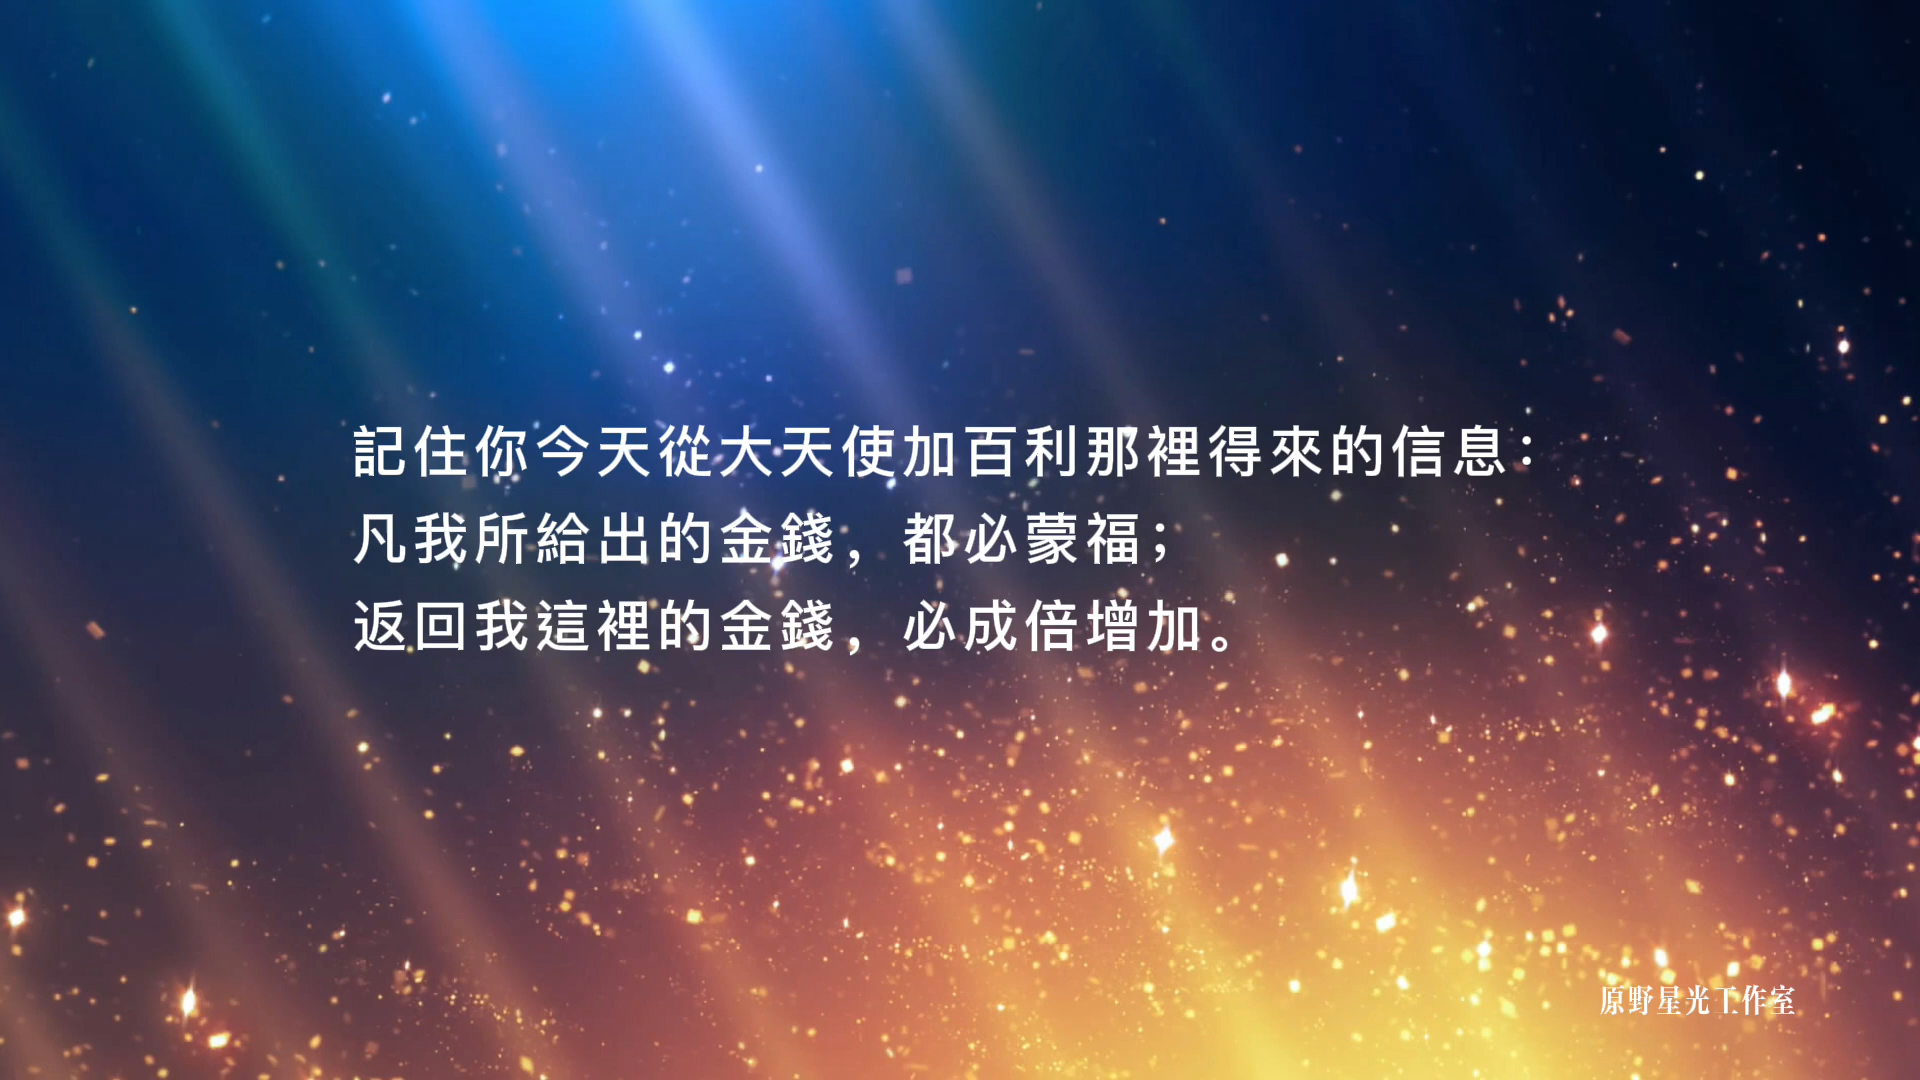 記住你今天從大天使加百利那裡得來的信息：
凡我所給出的金錢，都必蒙福；
返回我這裡的金錢，必成倍增加。
原野星光工作室